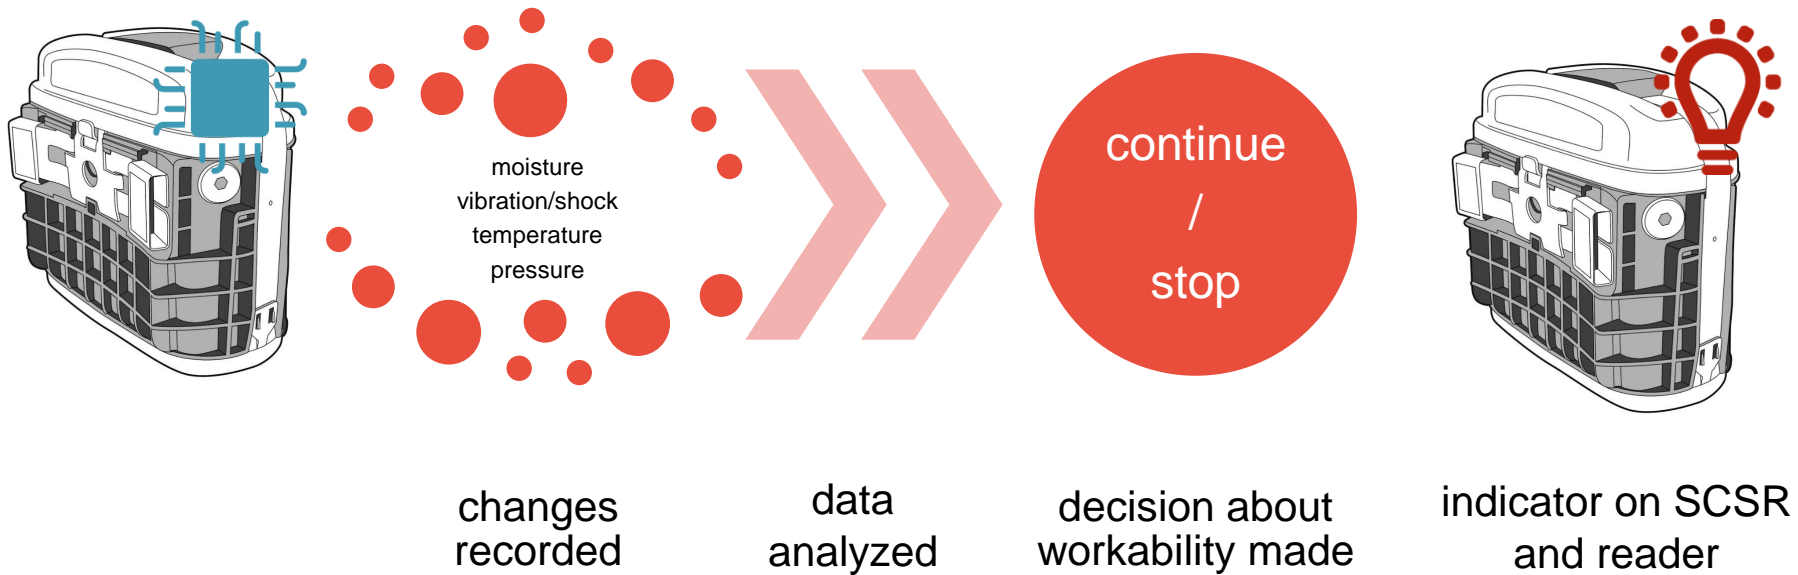 moisture
vibration/shock
temperature
pressure
continue
/
stop
changes
recorded
data
analyzed
decision about
workability made
indicator on SCSR
and reader